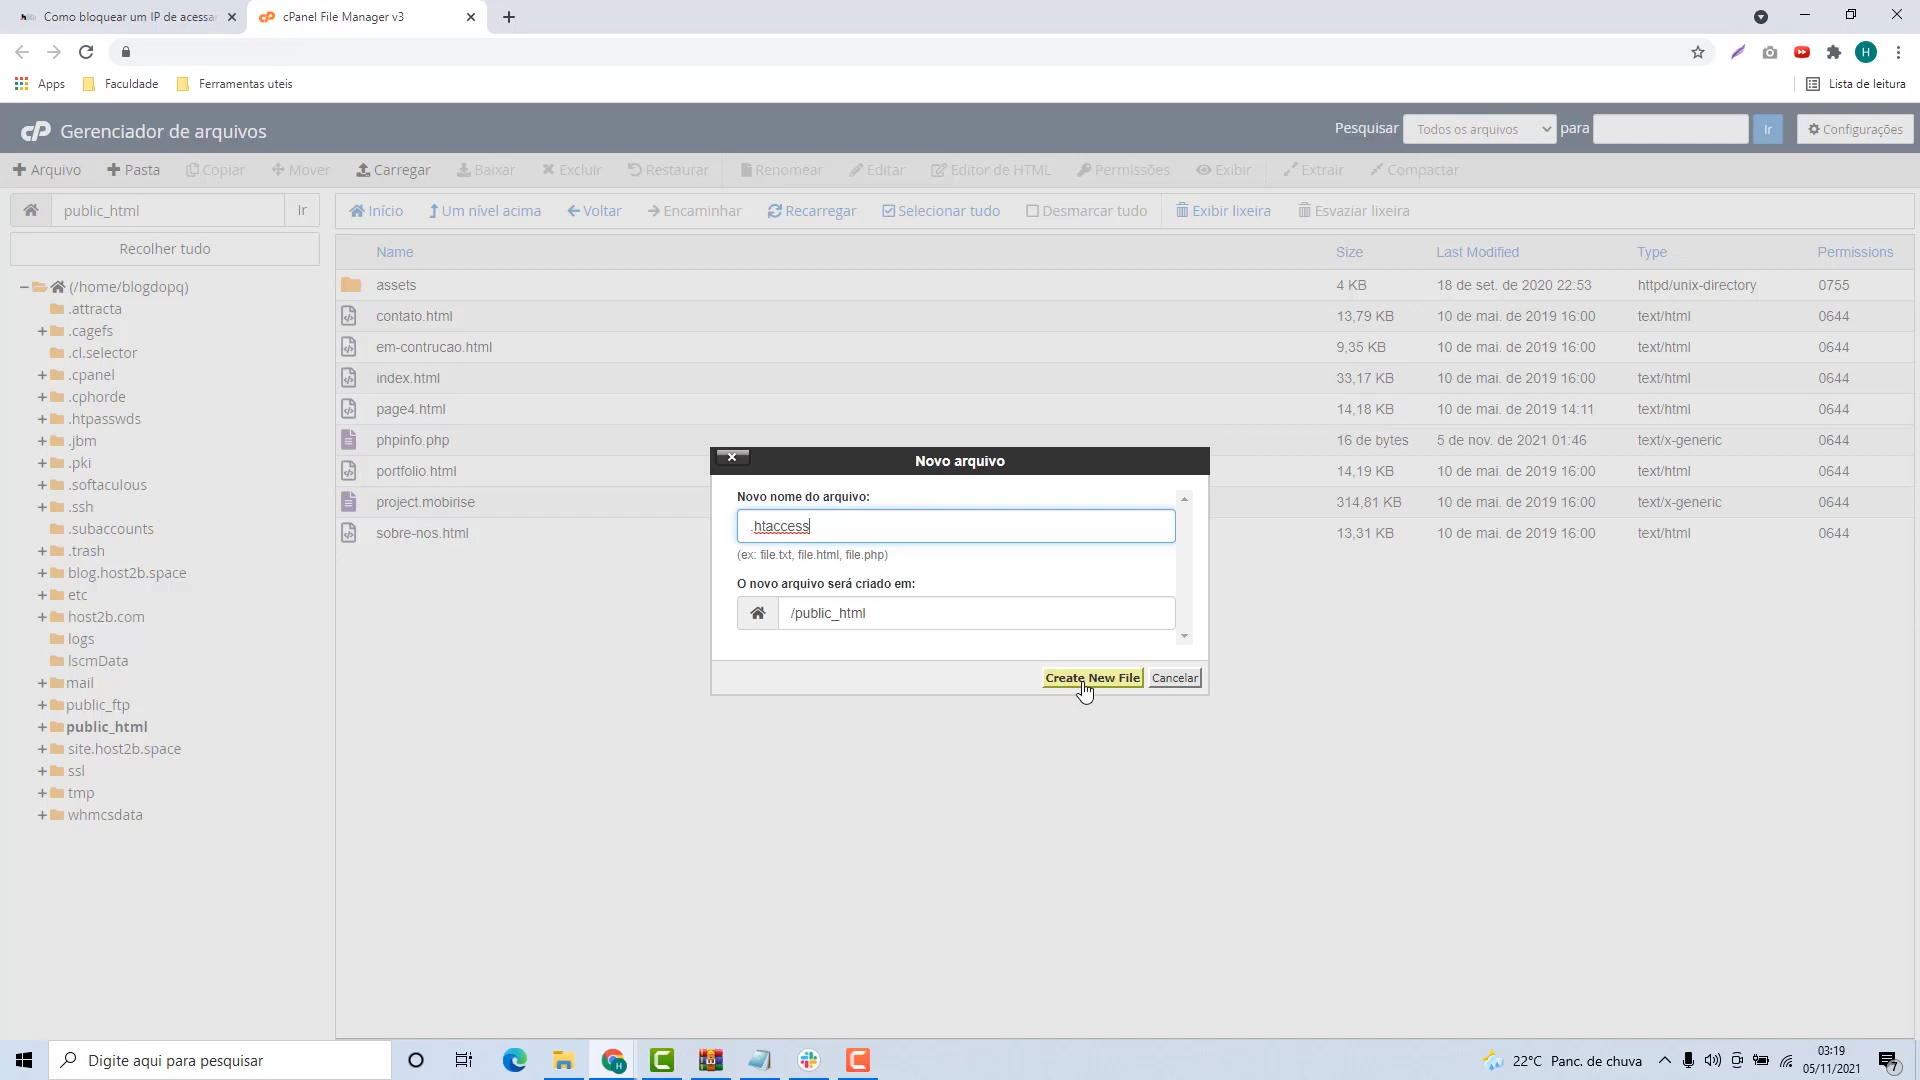 Como bloquear um IP de acessar
cPanel File Manager v3
H
Apps
Faculdade
Ferramentas uteis
Lista de leitura
cP Gerenciador de arquivos
Pesquisar
Todos os arquivos
para
Ir
Configurações
Arquivo
Pasta
Copiar
Mover
Carregar
Baixar
Excluir
Restaurar
Renomear
Editar
Editor de HTML
Permissões
Exibir
Extrair
Compactar
public_html
Ir
Início
Um nível acima
Voltar
Encaminhar
Recarregar
Selecionar tudo
Desmarcar tudo
Exibir lixeira
Esvaziar lixeira
Recolher tudo
(/home/blogdopq)
.attracta
.cagefs
.cl.selector
.cpanel
.cphorde
.htpasswds
.jbm
.pki
.softaculous
.ssh
.subaccounts
.trash
blog.host2b.space
etc
host2b.com
logs
lscmData
mail
public_ftp
public_html
site.host2b.space
ssl
tmp
whmcsdata
Name Size Last Modified Type Permissions
assets 4 KB 18 de set. de 2020 22:53 httpd/unix-directory 0755
contato.html 13,79 KB 10 de mai. de 2019 16:00 text/html 0644
em-contrucao.html 9,35 KB 10 de mai. de 2019 16:00 text/html 0644
index.html 33,17 KB 10 de mai. de 2019 16:00 text/html 0644
page4.html 14,18 KB 10 de mai. de 2019 14:11 text/html 0644
phpinfo.php 16 de bytes 5 de nov. de 2021 01:46 text/x-generic 0644
portfolio.html 14,19 KB 10 de mai. de 2019 16:00 text/html 0644
project.mobirise 314,81 KB 10 de mai. de 2019 16:00 text/x-generic 0644
sobre-nos.html 13,31 KB 10 de mai. de 2019 16:00 text/html 0644
Novo arquivo
Novo nome do arquivo:
.htaccess
(ex: file.txt, file.html, file.php)
O novo arquivo será criado em:
/public_html
Create New File
Cancelar
Digite aqui para pesquisar
22°C Panc. de chuva
03:19
05/11/2021
7